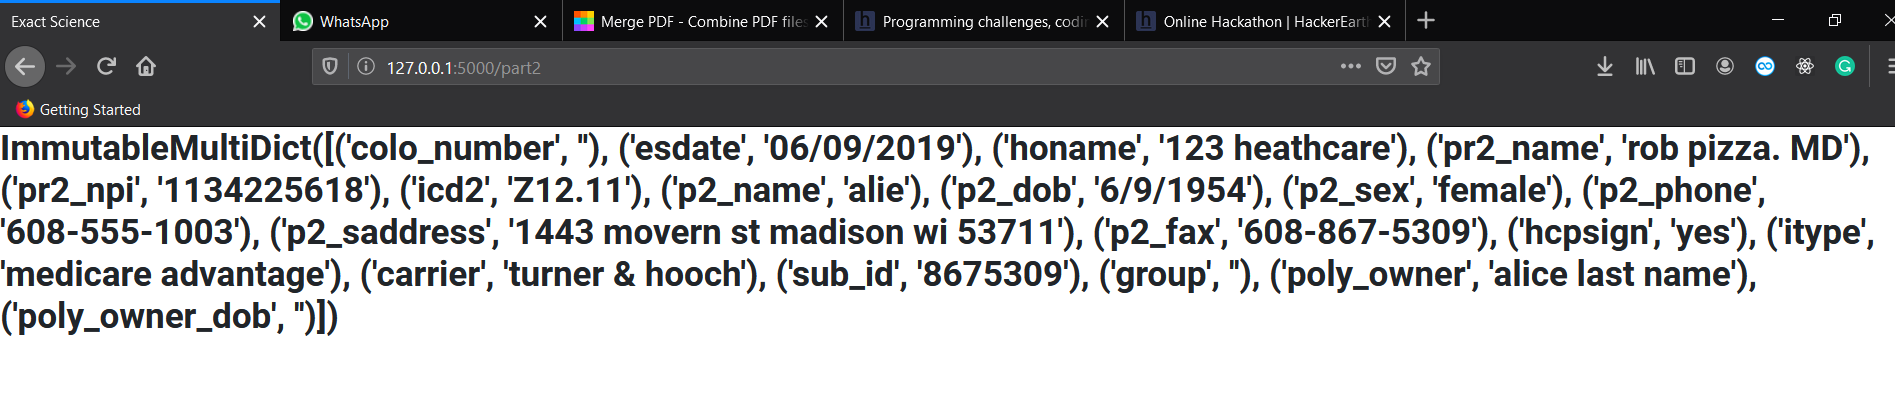 Exact Science
WhatsApp
Merge PDF - Combine PDF files
Programming challenges, codin
Online Hackathon | HackerEarth
127.0.0.1:5000/part2
Getting Started
ImmutableMultiDict([('colo_number', ''), ('esdate', '06/09/2019'), ('honame', '123 heathcare'), ('pr2_name', 'rob pizza. MD'),
('pr2_npi', '1134225618'), ('icd2', 'Z12.11'), ('p2_name', 'alie'), ('p2_dob', '6/9/1954'), ('p2_sex', 'female'), ('p2_phone',
'608-555-1003'), ('p2_saddress', '1443 movern st madison wi 53711'), ('p2_fax', '608-867-5309'), ('hcpsign', 'yes'), ('itype',
'medicare advantage'), ('carrier', 'turner & hooch'), ('sub_id', '8675309'), ('group', ''), ('poly_owner', 'alice last name'),
('poly_owner_dob', '')])